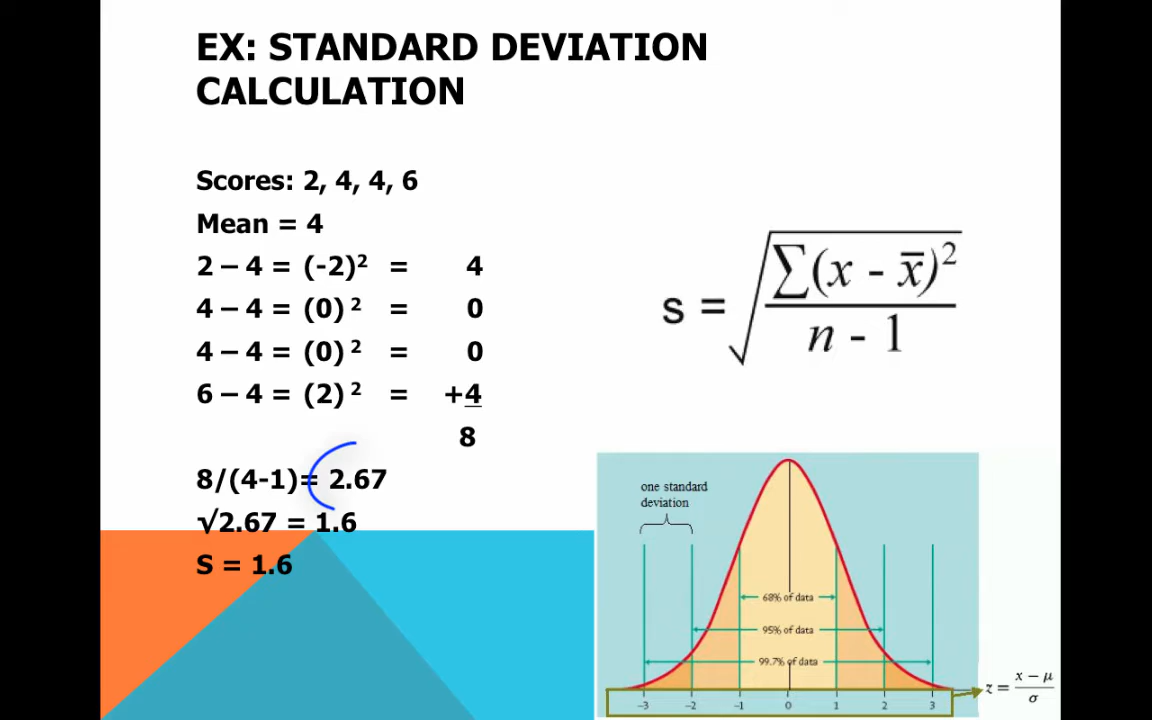 EX: STANDARD DEVIATION
CALCULATION
Scores: 2, 4, 4, 6
Mean = 4
2 – 4 = (-2)² = 4
4 – 4 = (0) ² = 0
4 – 4 = (0) ² = 0
6 – 4 = (2) ² = +4
8
8/(4-1)= 2.67
√2.67 = 1.6
S = 1.6
s = √(∑(x - x̅)² / n - 1)
one standard
deviation
68% of data
95% of data
99.7% of data
-3 -2 -1 0 1 2 3
z = (x − μ) / σ